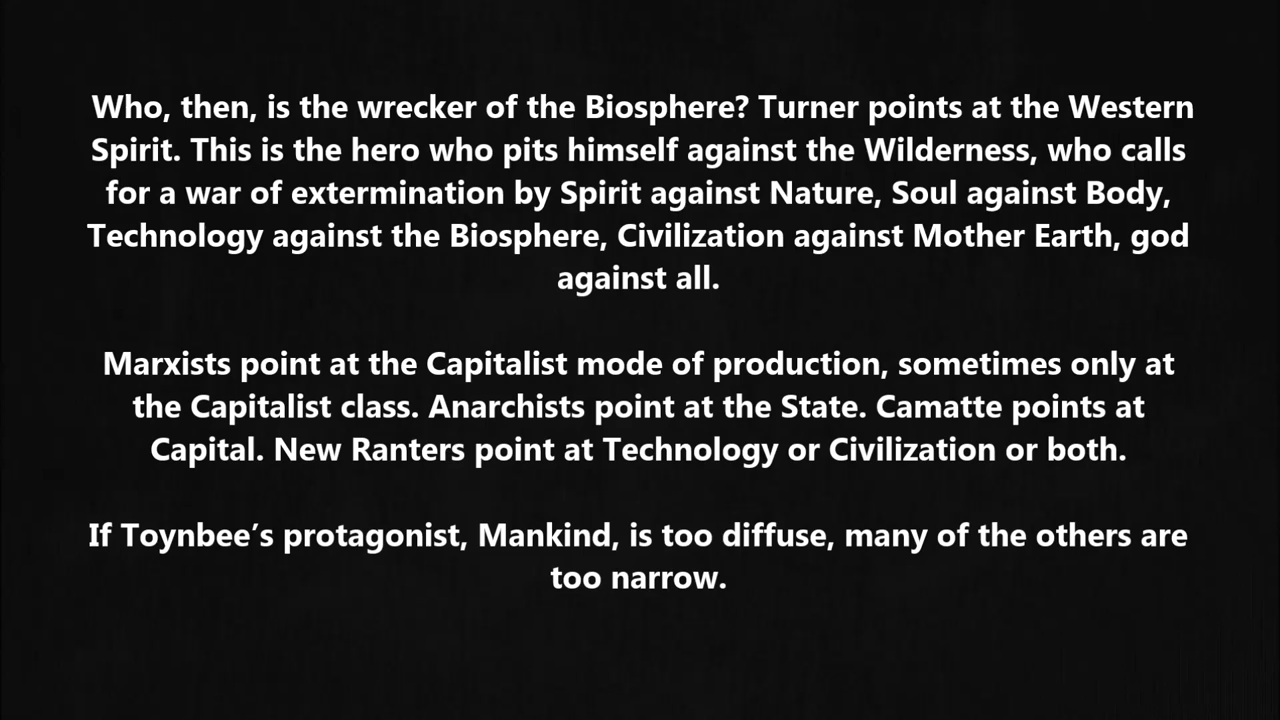 Who, then, is the wrecker of the Biosphere? Turner points at the Western
Spirit. This is the hero who pits himself against the Wilderness, who calls
for a war of extermination by Spirit against Nature, Soul against Body,
Technology against the Biosphere, Civilization against Mother Earth, god
against all.
Marxists point at the Capitalist mode of production, sometimes only at
the Capitalist class. Anarchists point at the State. Camatte points at
Capital. New Ranters point at Technology or Civilization or both.
If Toynbee’s protagonist, Mankind, is too diffuse, many of the others are
too narrow.